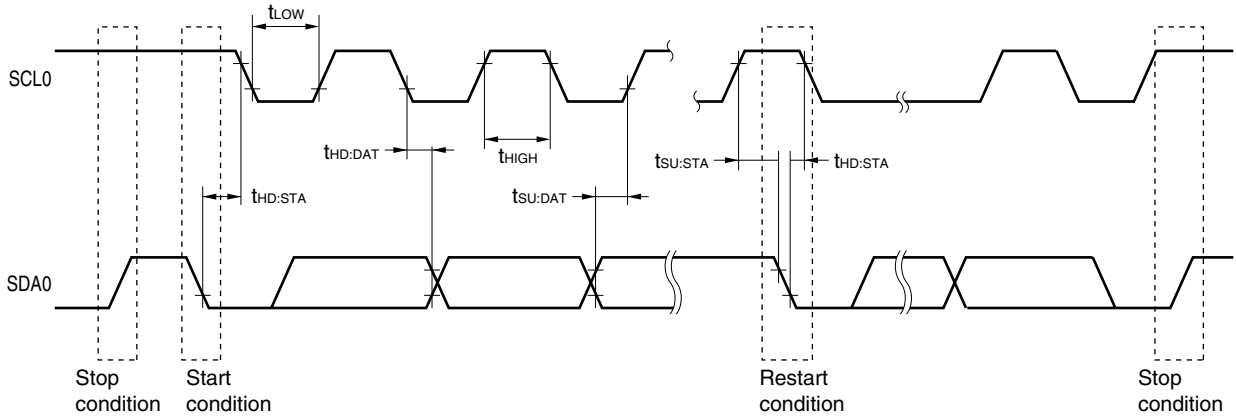 tLOW
SCL0
tHD:DAT
tHIGH
tSU:STA
tHD:STA
tHD:STA
tSU:DAT
SDA0
Stop
condition
Start
condition
Restart
condition
Stop
condition